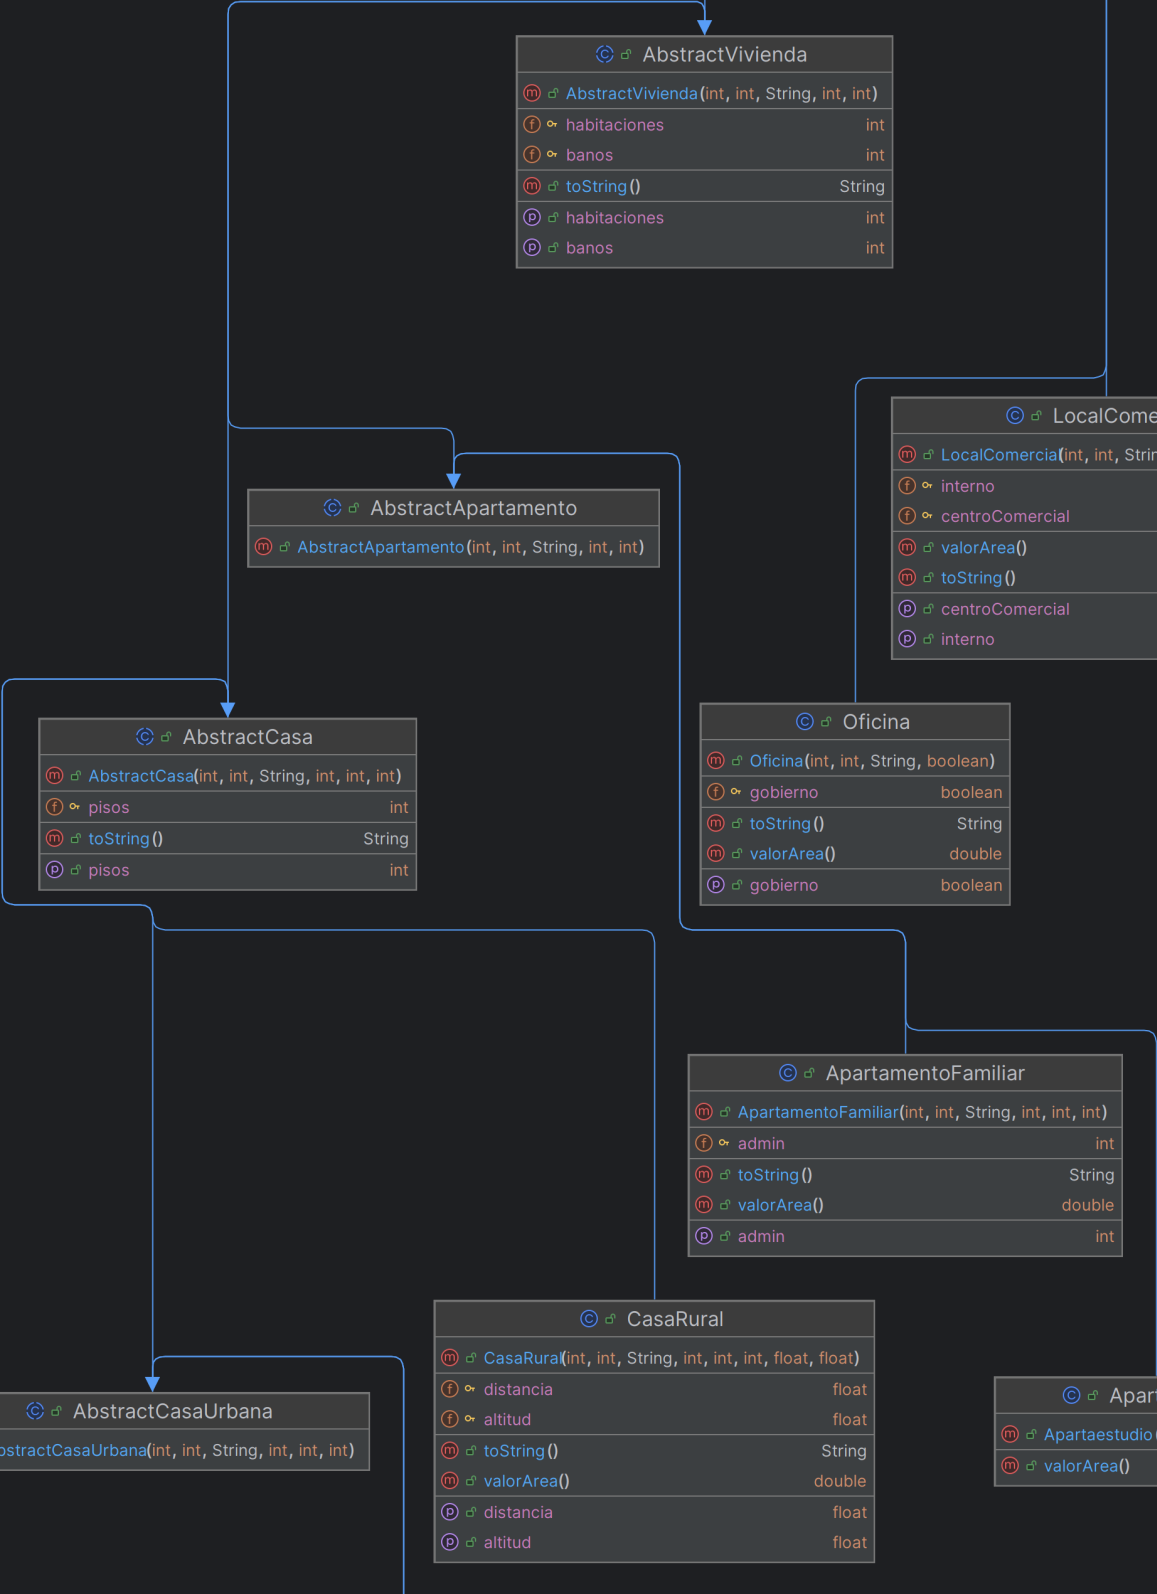 AbstractVivienda
AbstractVivienda(int, int, String, int, int)
habitaciones int
banos int
toString() String
habitaciones int
banos int
LocalCome
LocalComercial(int, int, Strin
interno
centroComercial
valorArea()
toString()
centroComercial
interno
AbstractApartamento
AbstractApartamento(int, int, String, int, int)
AbstractCasa
AbstractCasa(int, int, String, int, int, int)
pisos int
toString() String
pisos int
Oficina
Oficina(int, int, String, boolean)
gobierno boolean
toString() String
valorArea() double
gobierno boolean
ApartamentoFamiliar
ApartamentoFamiliar(int, int, String, int, int, int)
admin int
toString() String
valorArea() double
admin int
CasaRural
CasaRural(int, int, String, int, int, int, float, float)
distancia float
altitud float
toString() String
valorArea() double
distancia float
altitud float
AbstractCasaUrbana
bstractCasaUrbana(int, int, String, int, int, int)
Apart
Apartaestudio(
valorArea()